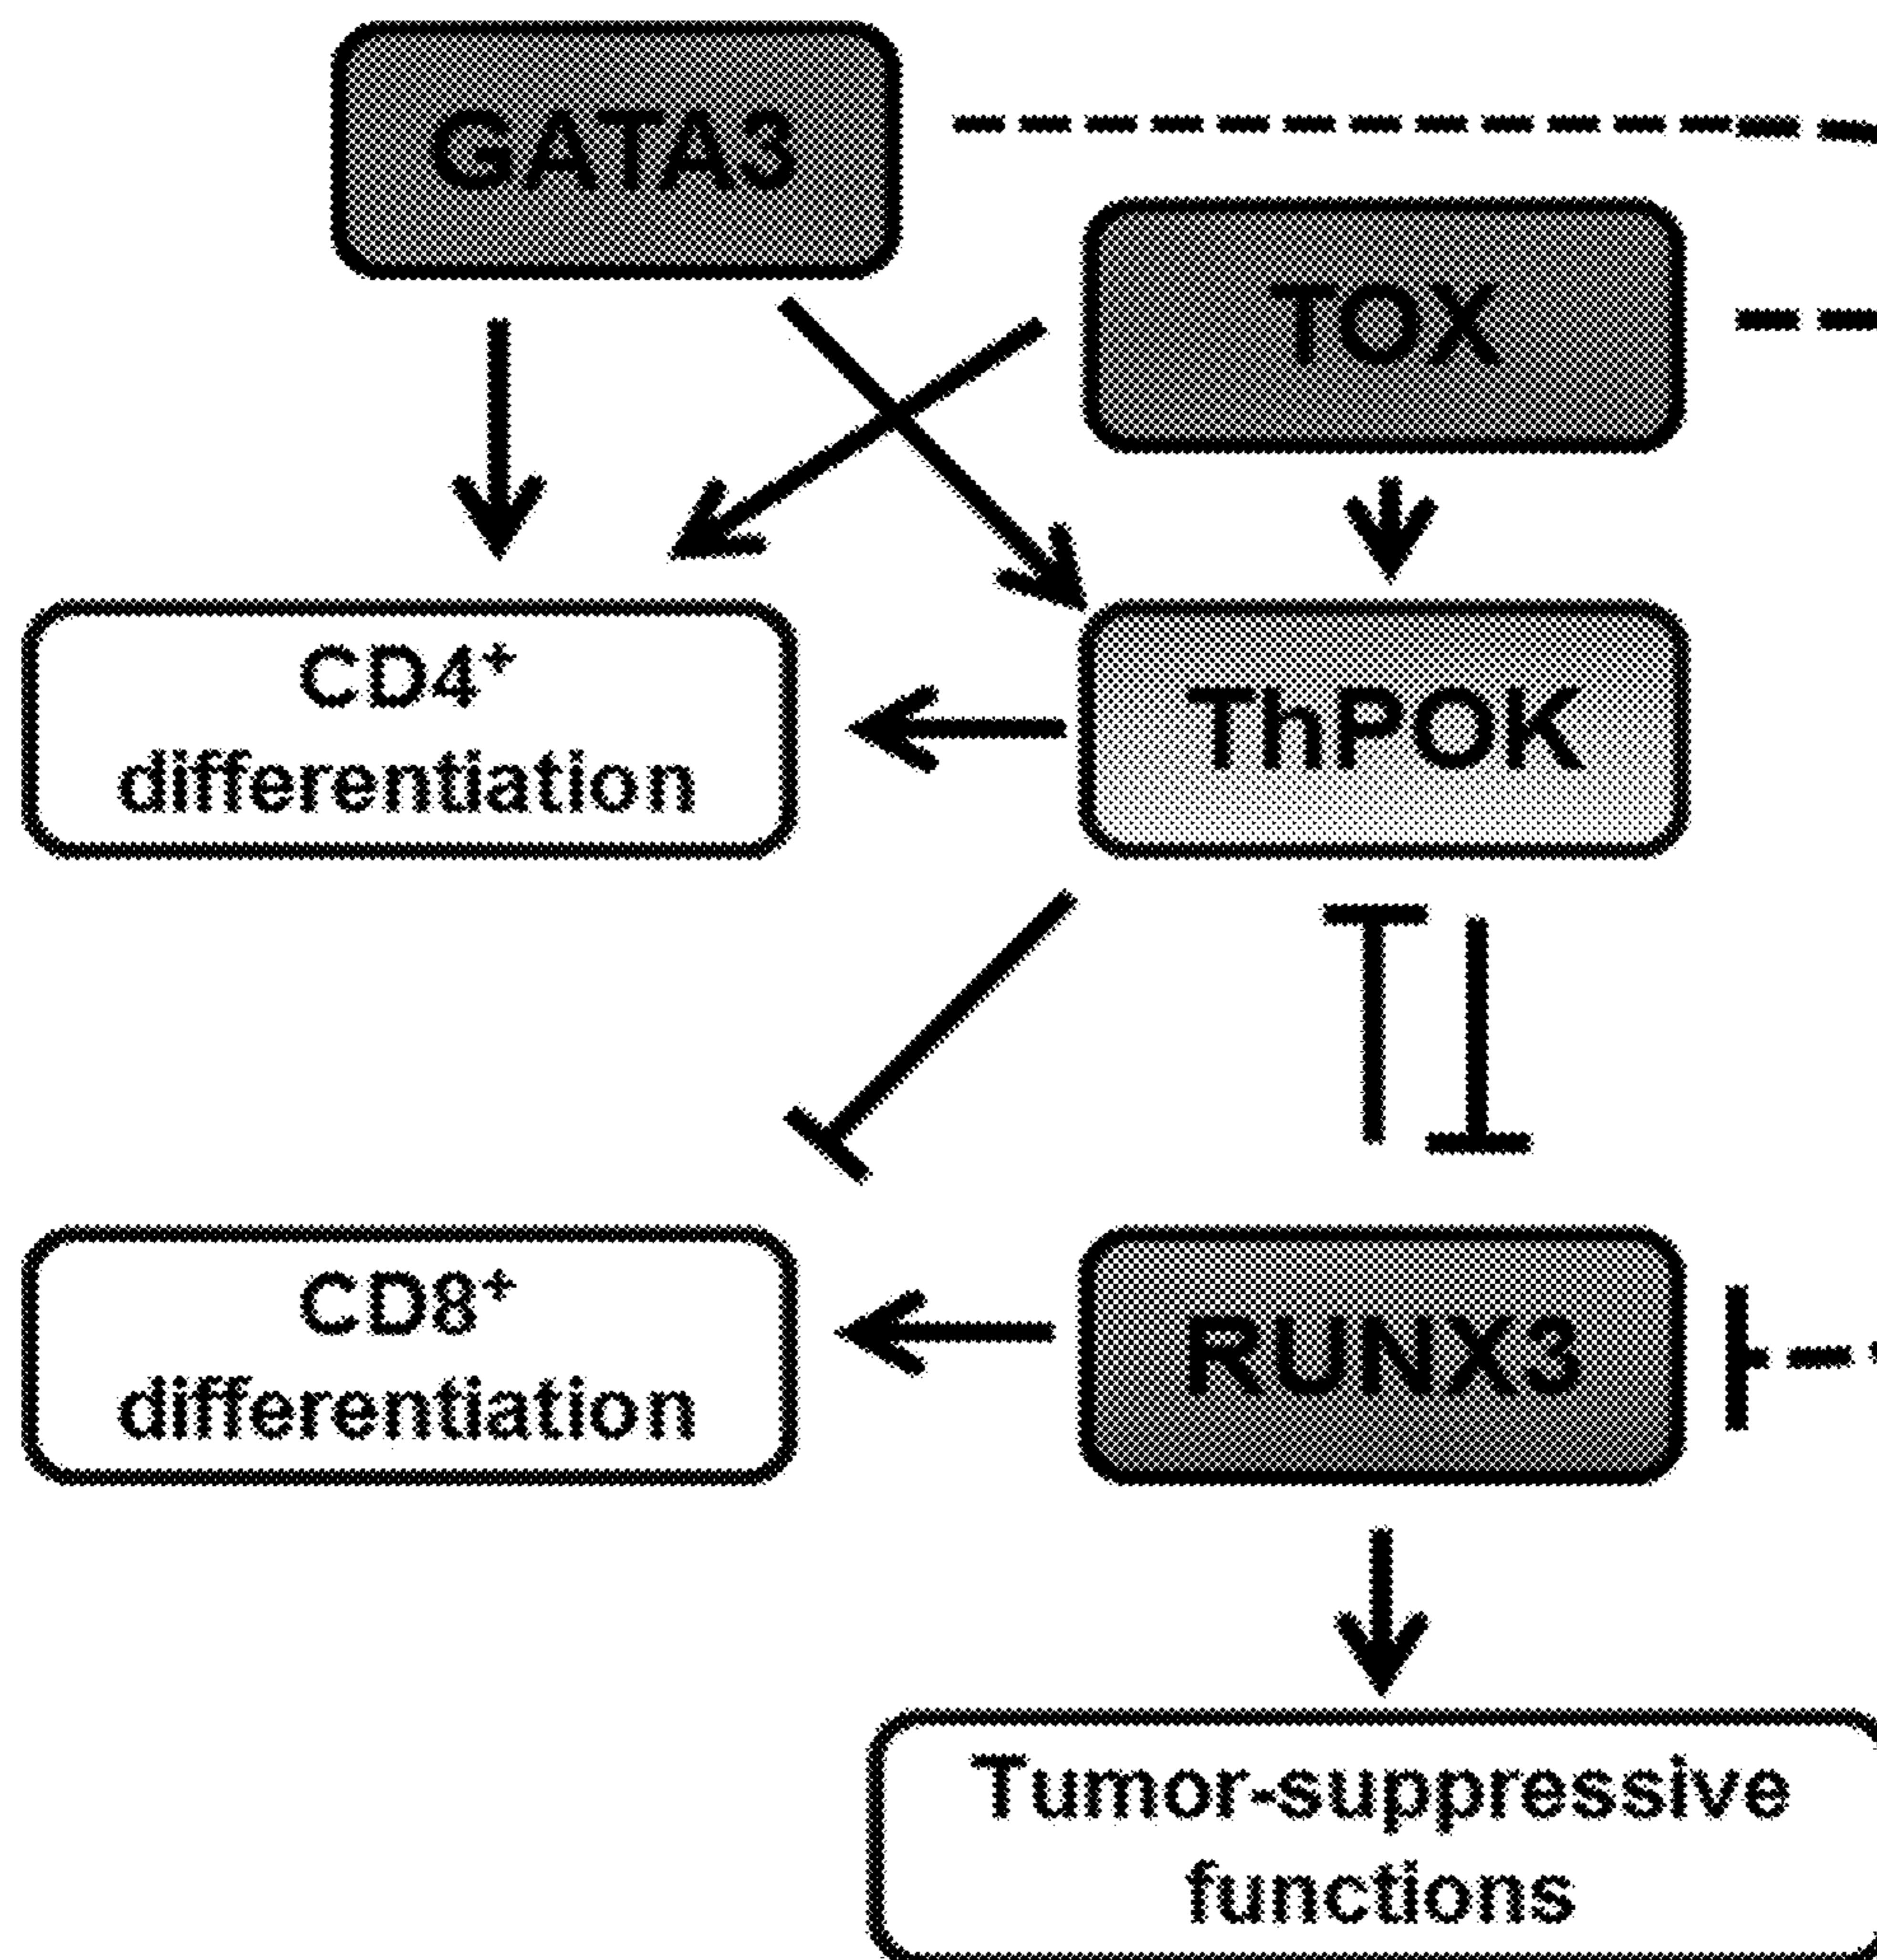 GATA3
TOX
CD4⁺
differentiation
ThPOK
CD8⁺
differentiation
RUNX3
Tumor-suppressive
functions